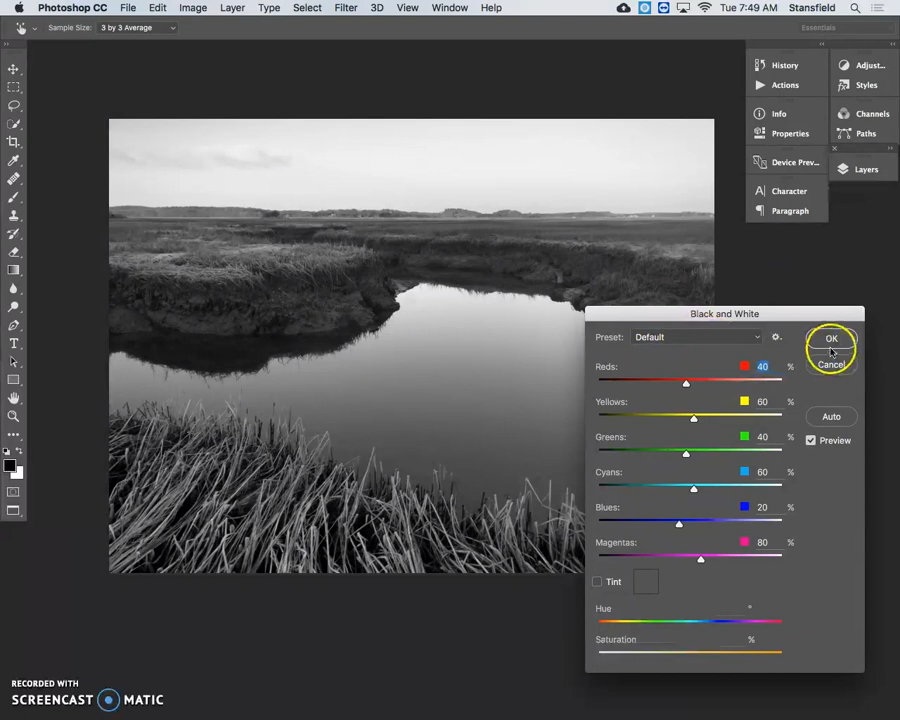 Photoshop CC File Edit Image Layer Type Select Filter 3D View Window Help Tue 7:49 AM Stansfield
Sample Size: 3 by 3 Average Essentials
History
Actions
Info
Properties
Device Prev...
Character
Paragraph
Adjust...
Styles
Channels
Paths
Layers
Black and White
Preset: Default OK
Reds: 40 % Cancel
Yellows: 60 %
Auto
Greens: 40 % Preview
Cyans: 60 %
Blues: 20 %
Magentas: 80 %
Tint
Hue °
Saturation %
RECORDED WITH
SCREENCAST MATIC